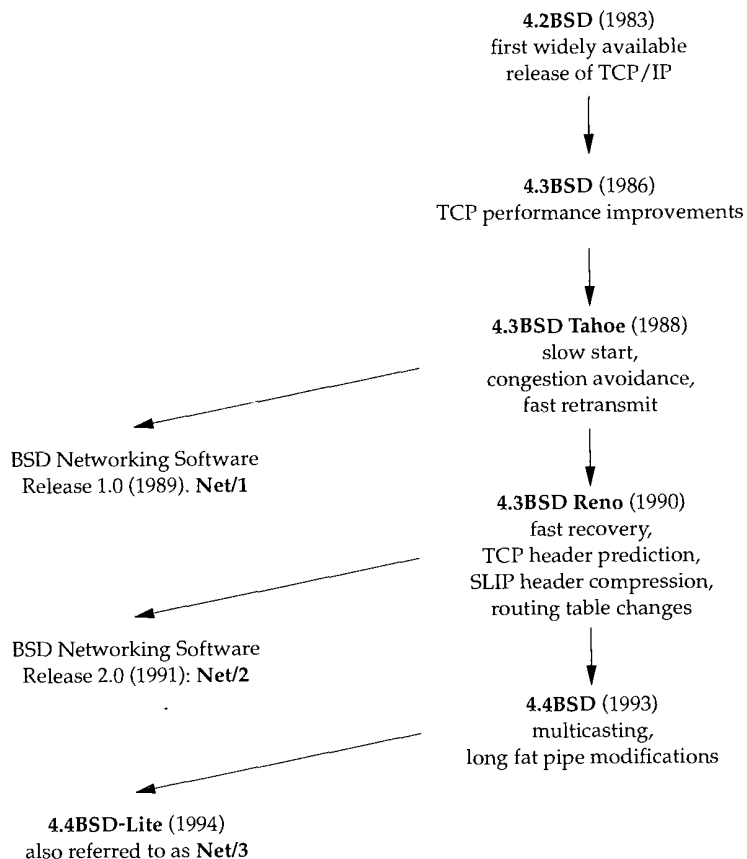 4.2BSD (1983)
first widely available
release of TCP/IP
4.3BSD (1986)
TCP performance improvements
4.3BSD Tahoe (1988)
slow start,
congestion avoidance,
fast retransmit
BSD Networking Software
Release 1.0 (1989). Net/1
4.3BSD Reno (1990)
fast recovery,
TCP header prediction,
SLIP header compression,
routing table changes
BSD Networking Software
Release 2.0 (1991): Net/2
4.4BSD (1993)
multicasting,
long fat pipe modifications
4.4BSD-Lite (1994)
also referred to as Net/3